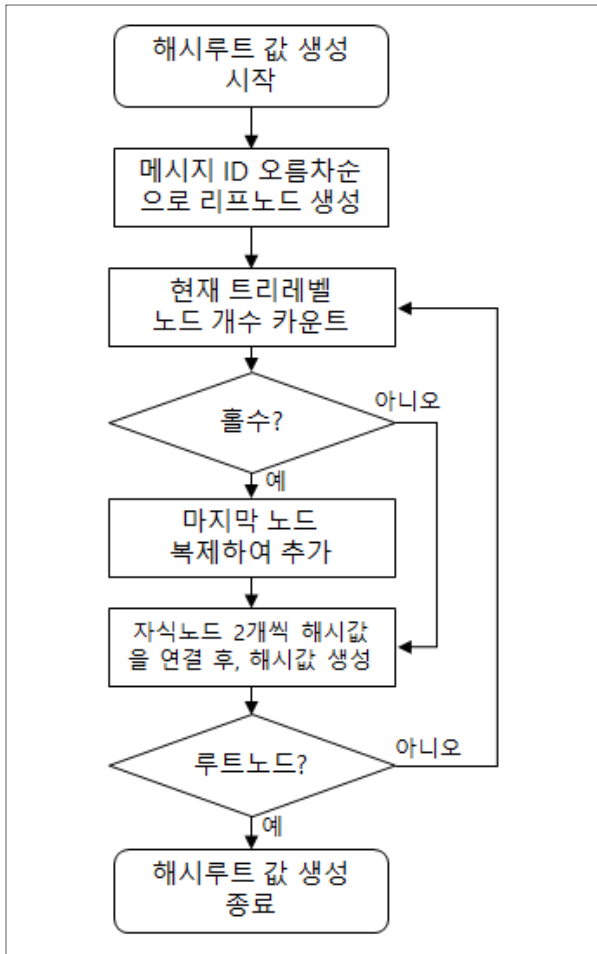 해시루트 값 생성
시작
메시지 ID 오름차순
으로 리프노드 생성
현재 트리레벨
노드 개수 카운트
홀수?
아니오
예
마지막 노드
복제하여 추가
자식노드 2개씩 해시값
을 연결 후, 해시값 생성
루트노드?
아니오
예
해시루트 값 생성
종료